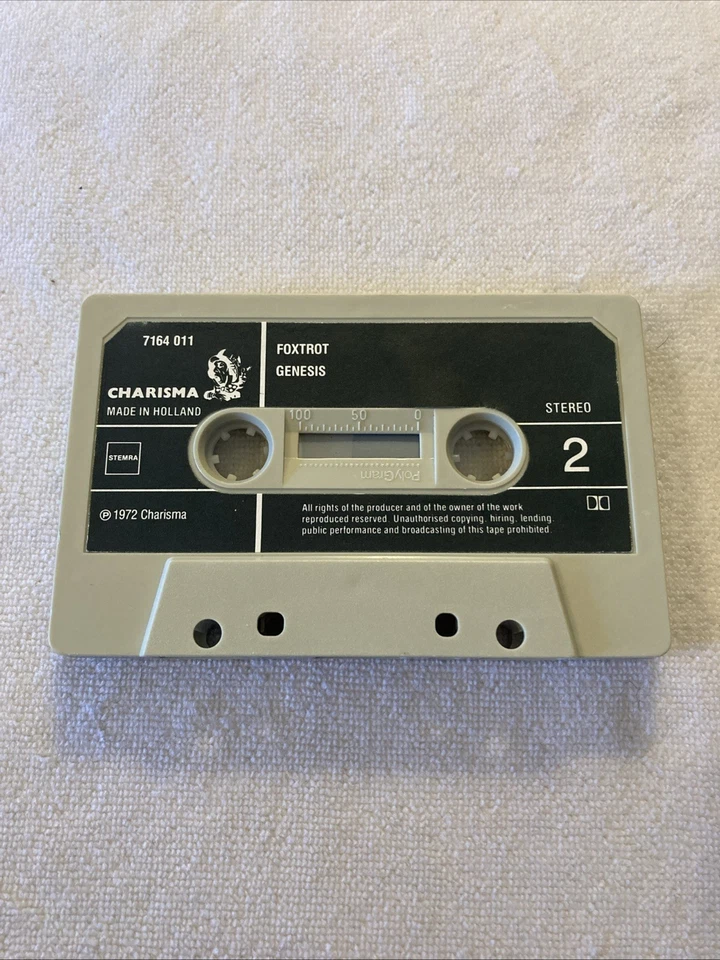 7164 011
CHARISMA
MADE IN HOLLAND
STEMRA
℗ 1972 Charisma
FOXTROT
GENESIS
STEREO
2
100 50 0
PolyGram
All rights of the producer and of the owner of the work
reproduced reserved. Unauthorised copying, hiring, lending,
public performance and broadcasting of this tape prohibited.